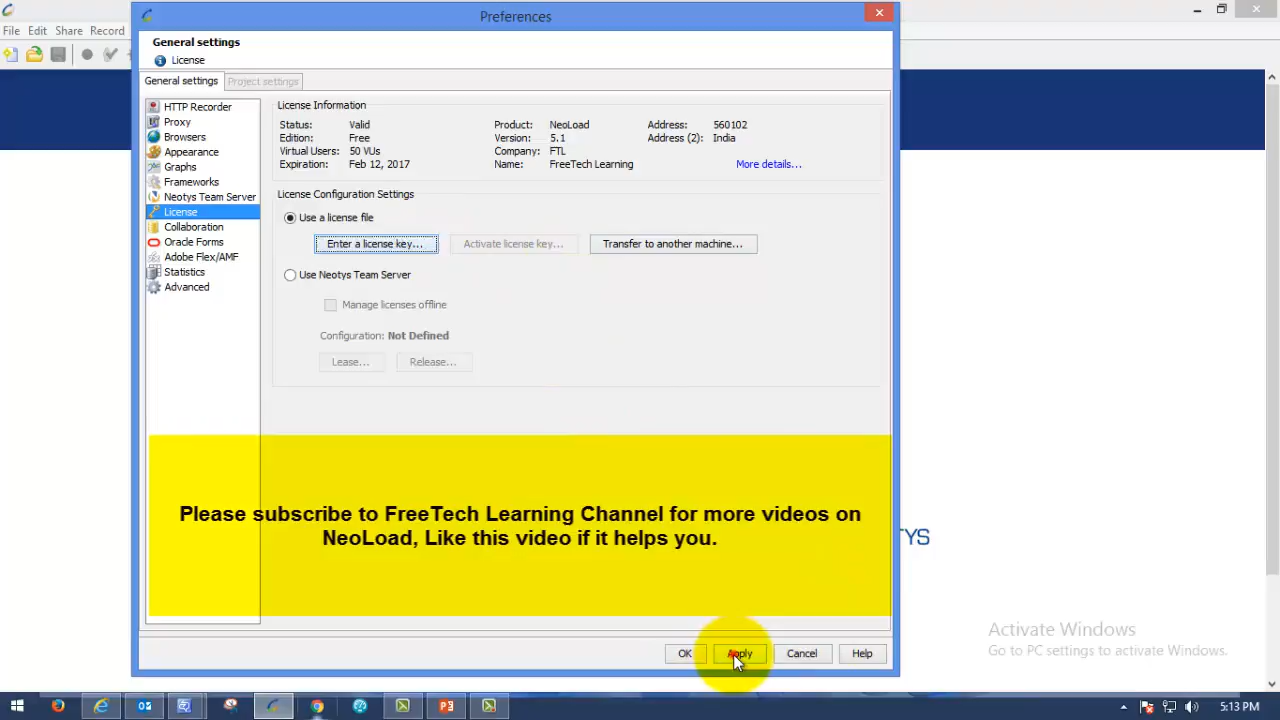 Preferences
File Edit Share Record
General settings
License
General settings Project settings
HTTP Recorder
Proxy
Browsers
Appearance
Graphs
Frameworks
Neotys Team Server
License
Collaboration
Oracle Forms
Adobe Flex/AMF
Statistics
Advanced
License Information
Status: Valid Product: NeoLoad Address: 560102
Edition: Free Version: 5.1 Address (2): India
Virtual Users: 50 VUs Company: FTL
Expiration: Feb 12, 2017 Name: FreeTech Learning More details...
License Configuration Settings
Use a license file
Enter a license key... Activate license key... Transfer to another machine...
Use Neotys Team Server
Manage licenses offline
Configuration: Not Defined
Lease... Release...
Please subscribe to FreeTech Learning Channel for more videos on
NeoLoad, Like this video if it helps you.
YS
Activate Windows
Go to PC settings to activate Windows.
OK Apply Cancel Help
5:13 PM